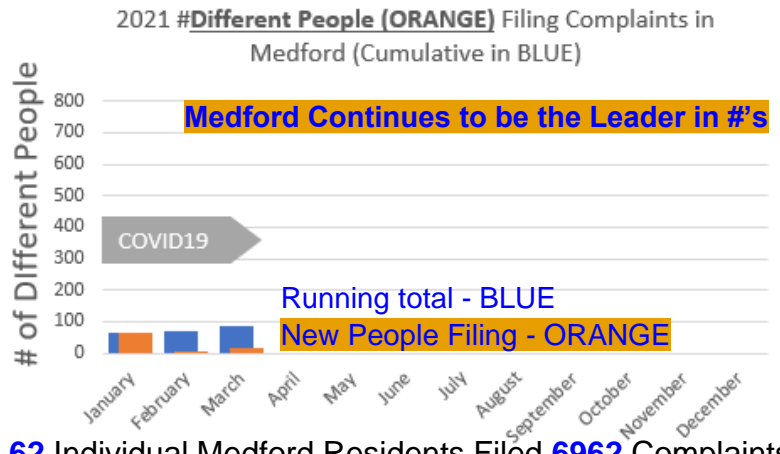 2021 #Different People (ORANGE) Filing Complaints in
Medford (Cumulative in BLUE)
# of DIfferent People
800
Medford Continues to be the Leader in #'s
700
600
500
400
COVID19
300
200
Running total - BLUE
100
New People Filing - ORANGE
0
January
February
March
April
May
June
July
August
September
October
November
December
62 Individual Medford Residents Filed 6962 Complaints